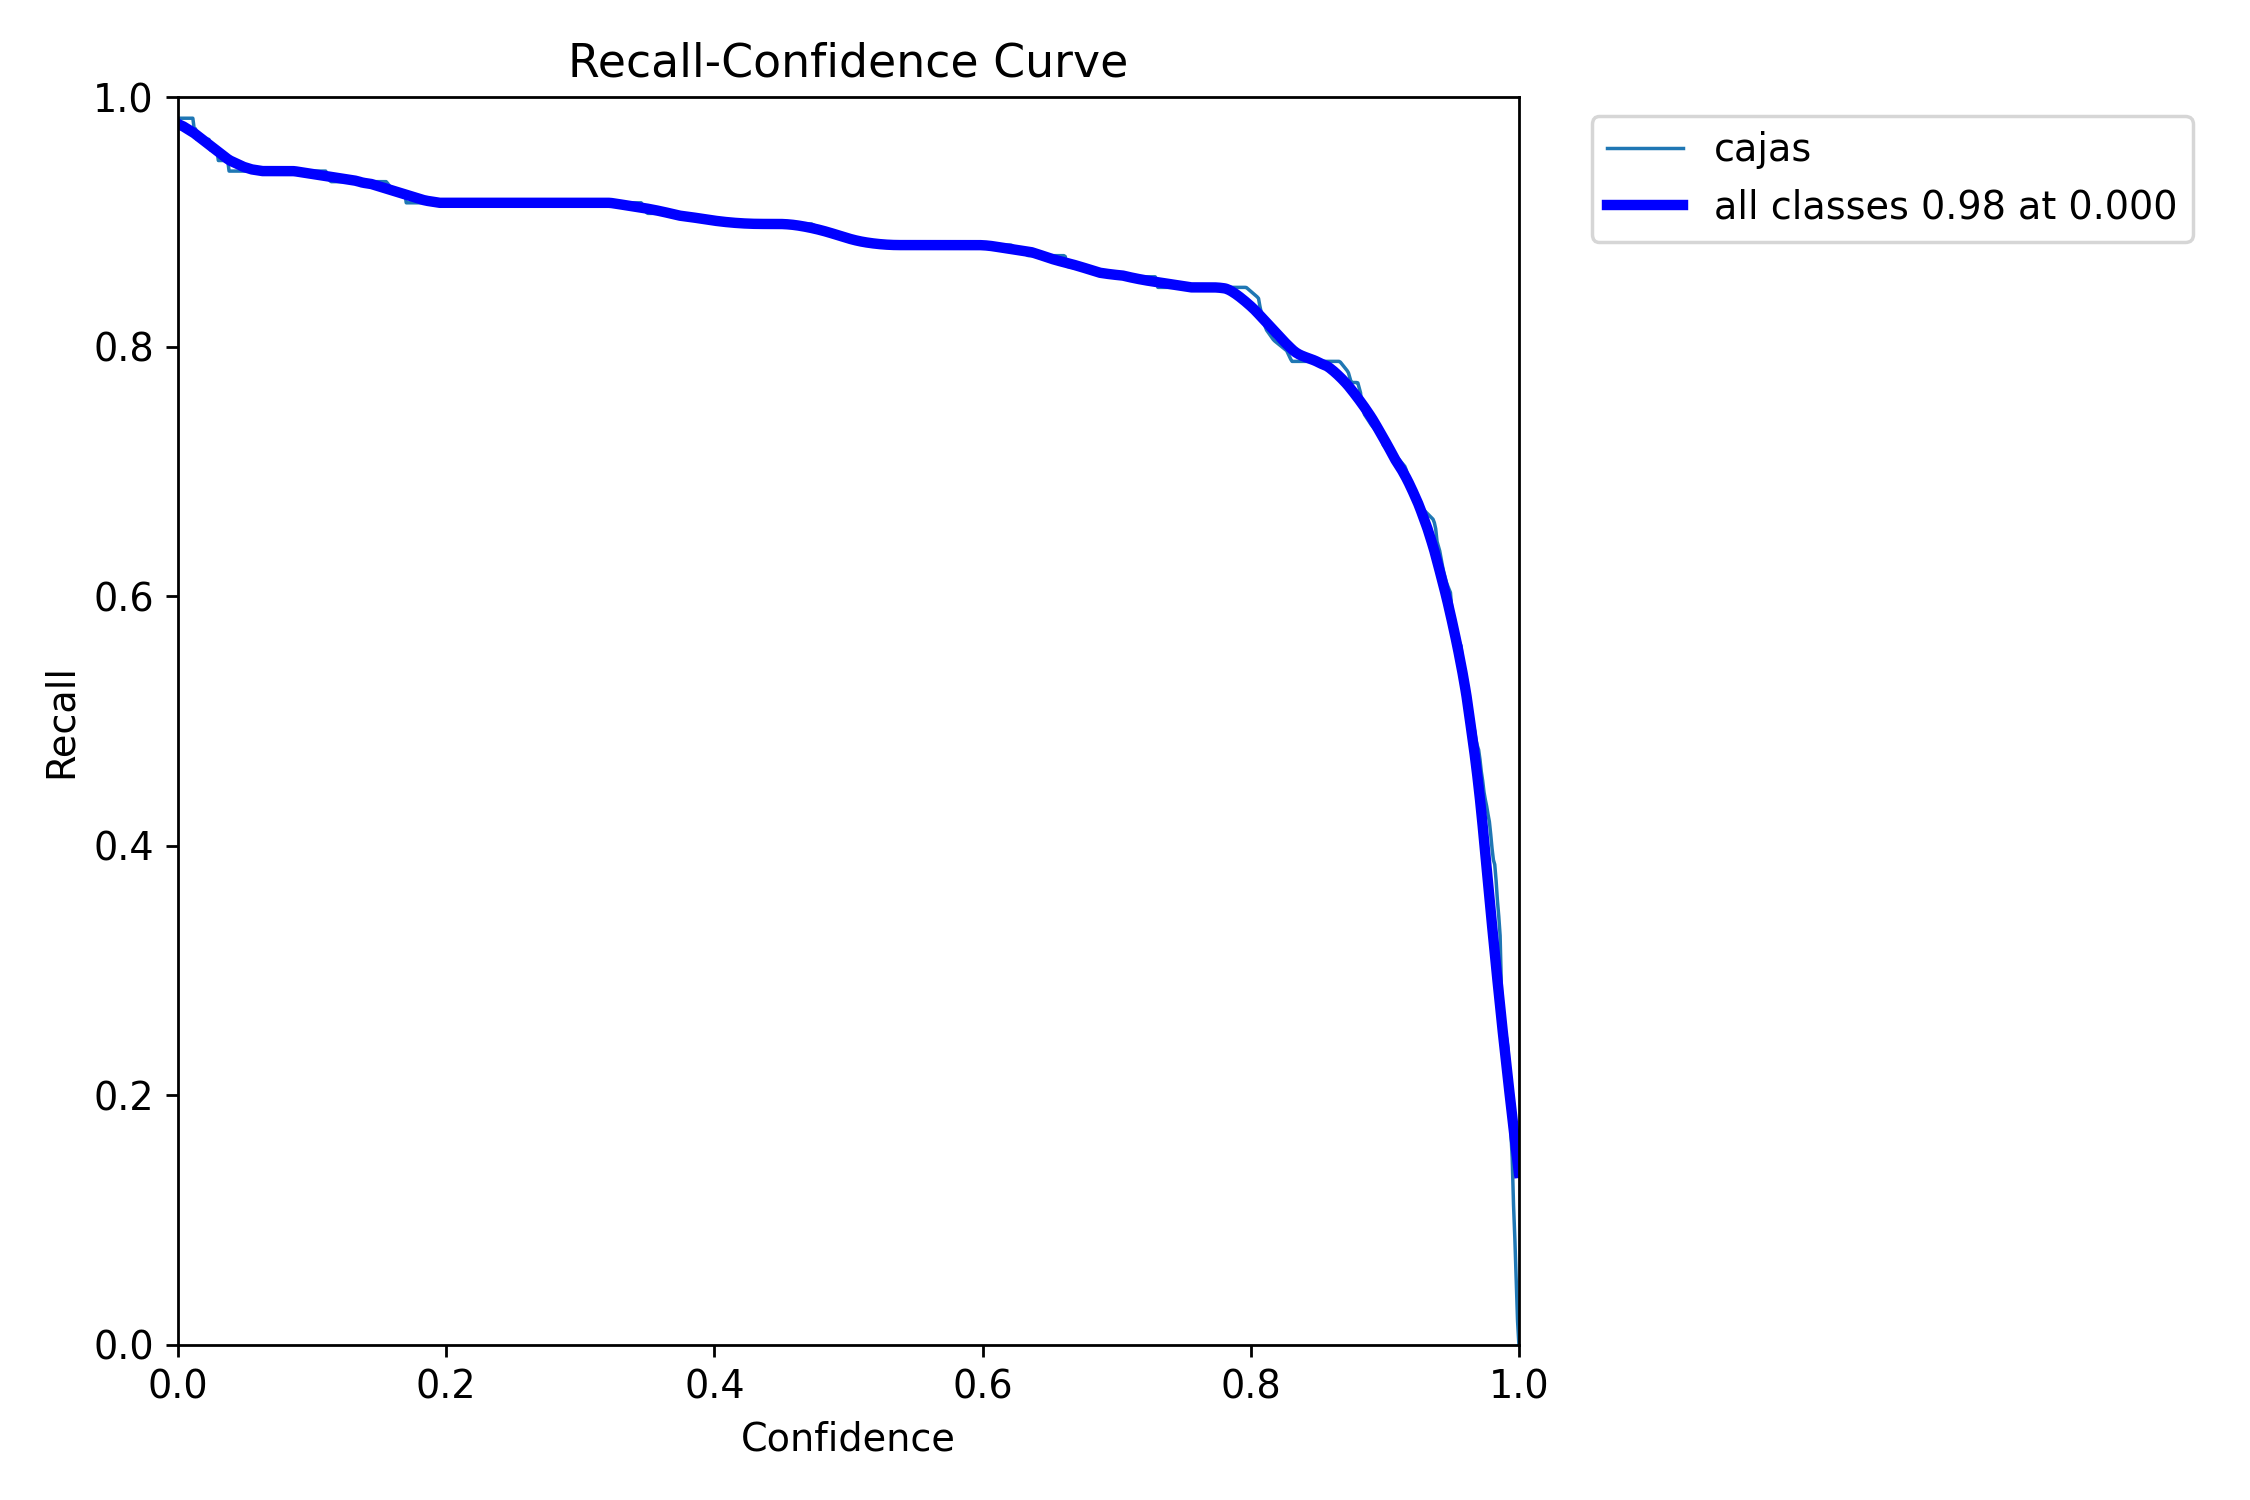 Recall-Confidence Curve
cajas
all classes 0.98 at 0.000
1.0
0.8
0.6
0.4
0.2
0.0
Recall
0.0 0.2 0.4 0.6 0.8 1.0
Confidence